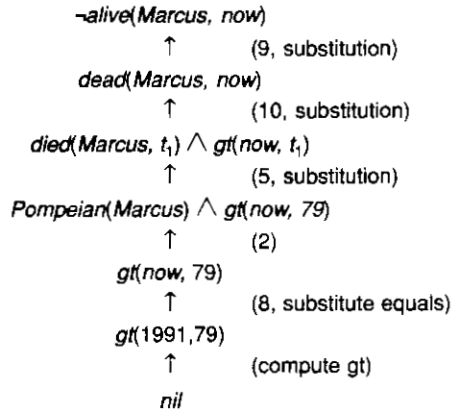 ¬alive(Marcus, now)
↑ (9, substitution)
dead(Marcus, now)
↑ (10, substitution)
died(Marcus, t₁) ∧ gt(now, t₁)
↑ (5, substitution)
Pompeian(Marcus) ∧ gt(now, 79)
↑ (2)
gt(now, 79)
↑ (8, substitute equals)
gt(1991,79)
↑ (compute gt)
nil